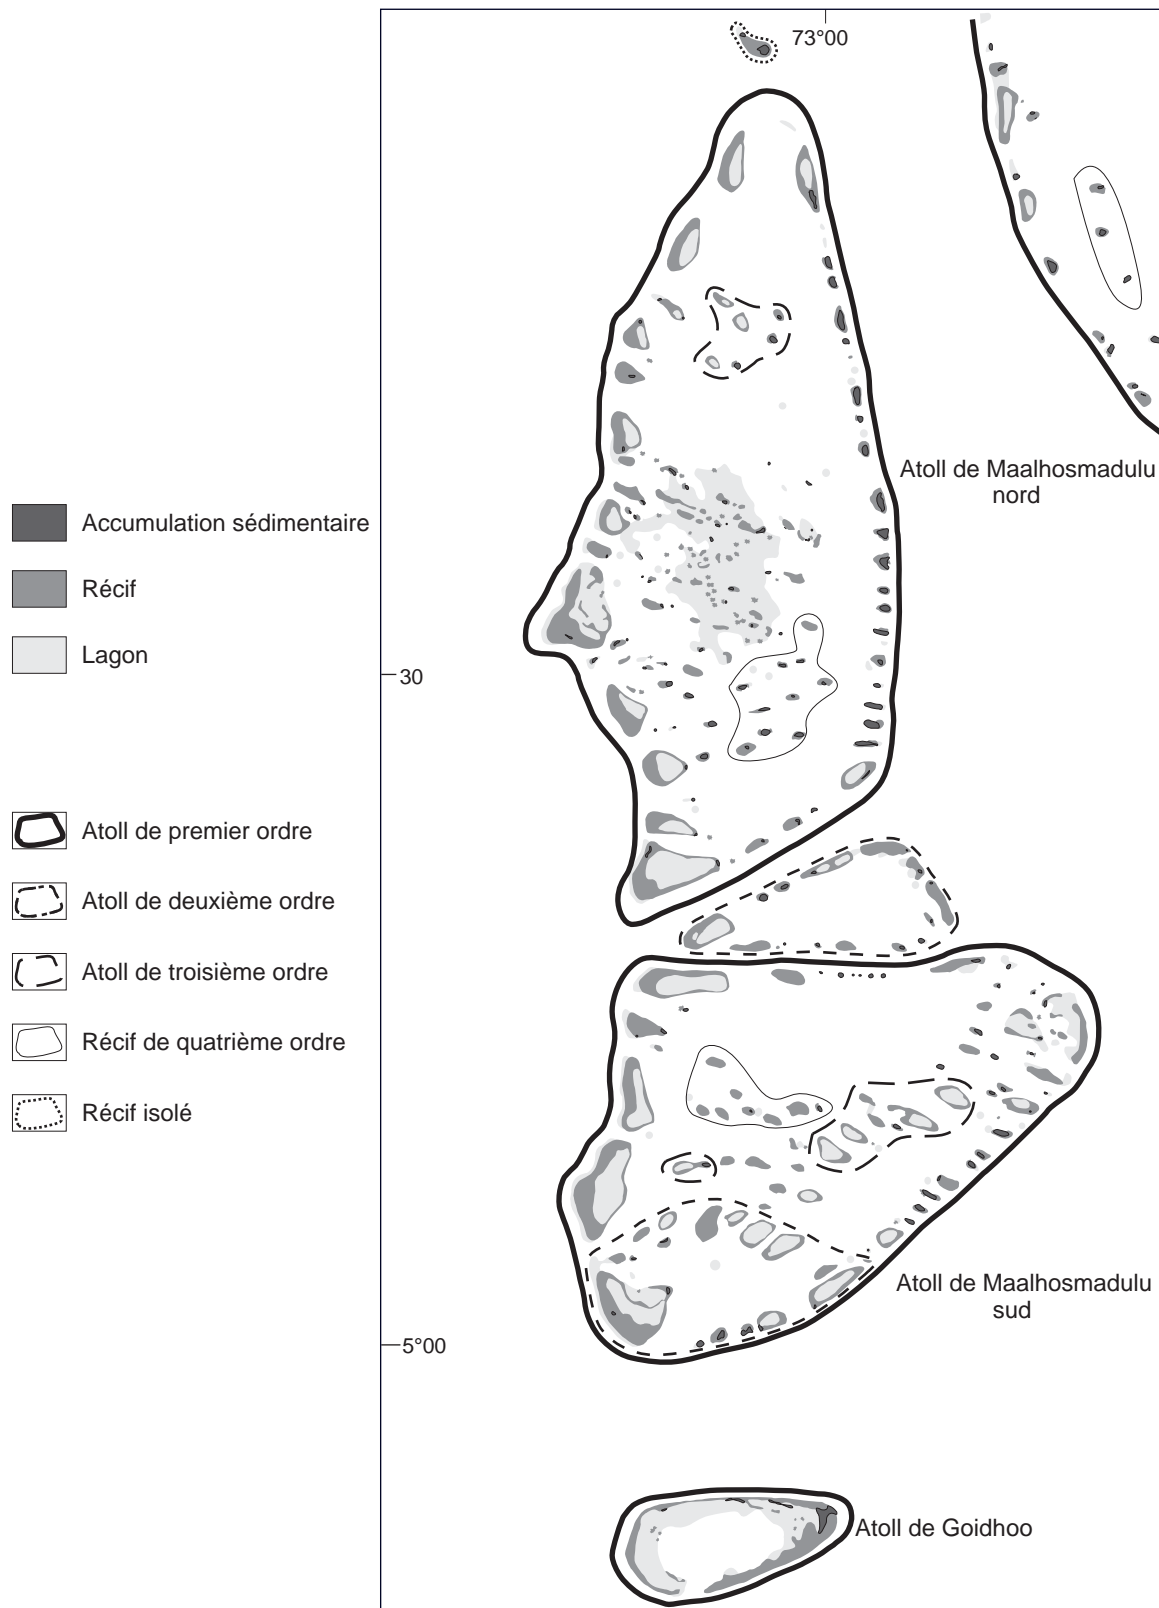 73°00
Atoll de Maalhosmadulu
nord
Accumulation sédimentaire
Récif
Lagon
30
Atoll de premier ordre
Atoll de deuxième ordre
Atoll de troisième ordre
Récif de quatrième ordre
Récif isolé
Atoll de Maalhosmadulu
sud
5°00
Atoll de Goidhoo